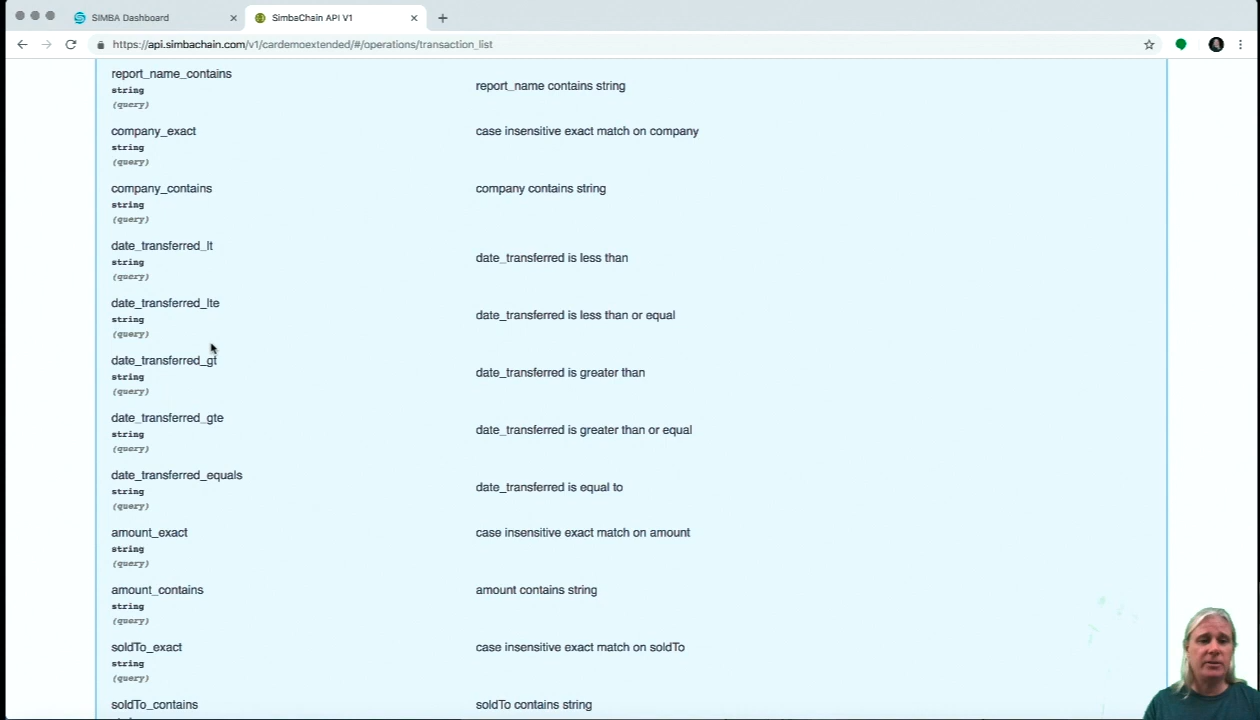 SIMBA Dashboard
SimbaChain API V1
https://api.simbachain.com/v1/cardemoextended/#/operations/transaction_list
report_name_contains
string
(query)
report_name contains string
company_exact
string
(query)
case insensitive exact match on company
company_contains
string
(query)
company contains string
date_transferred_lt
string
(query)
date_transferred is less than
date_transferred_lte
string
(query)
date_transferred is less than or equal
date_transferred_gt
string
(query)
date_transferred is greater than
date_transferred_gte
string
(query)
date_transferred is greater than or equal
date_transferred_equals
string
(query)
date_transferred is equal to
amount_exact
string
(query)
case insensitive exact match on amount
amount_contains
string
(query)
amount contains string
soldTo_exact
string
(query)
case insensitive exact match on soldTo
soldTo_contains
soldTo contains string